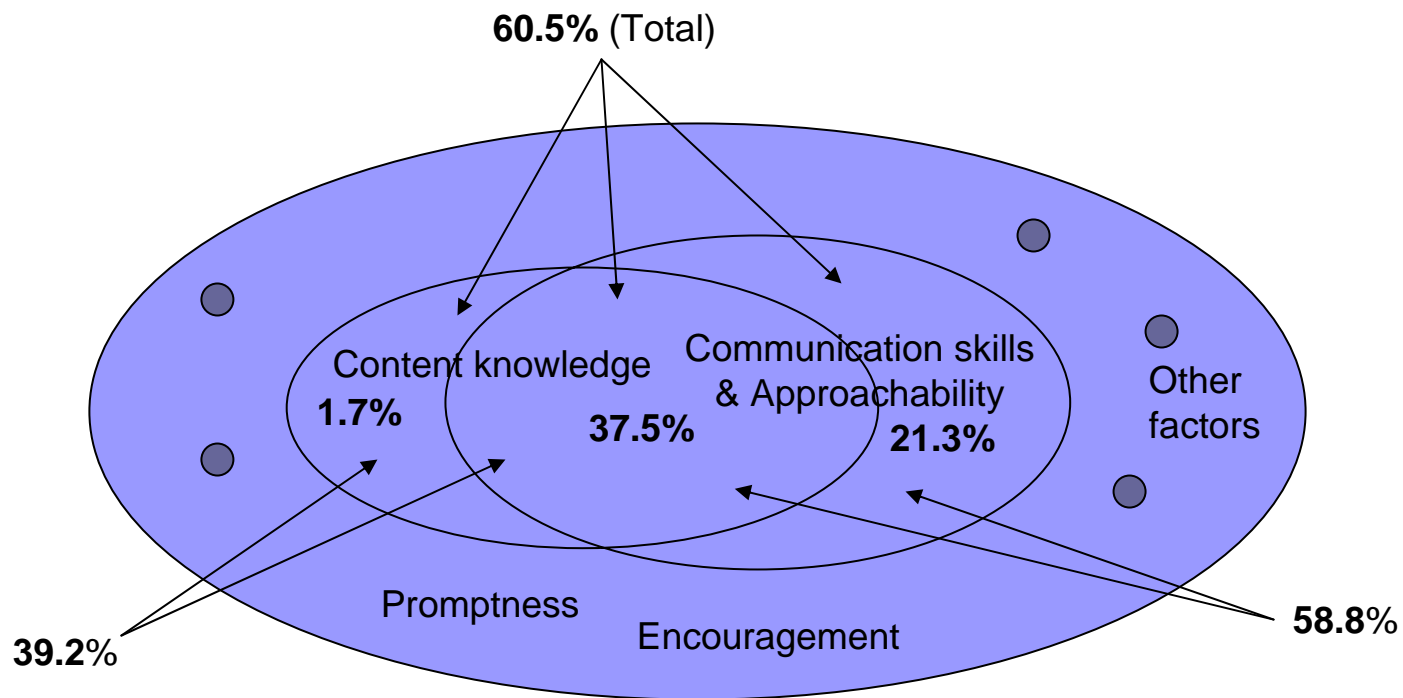 60.5% (Total)
Content knowledge
1.7%
37.5%
Communication skills
& Approachability
21.3%
Other
factors
Promptness
Encouragement
39.2%
58.8%